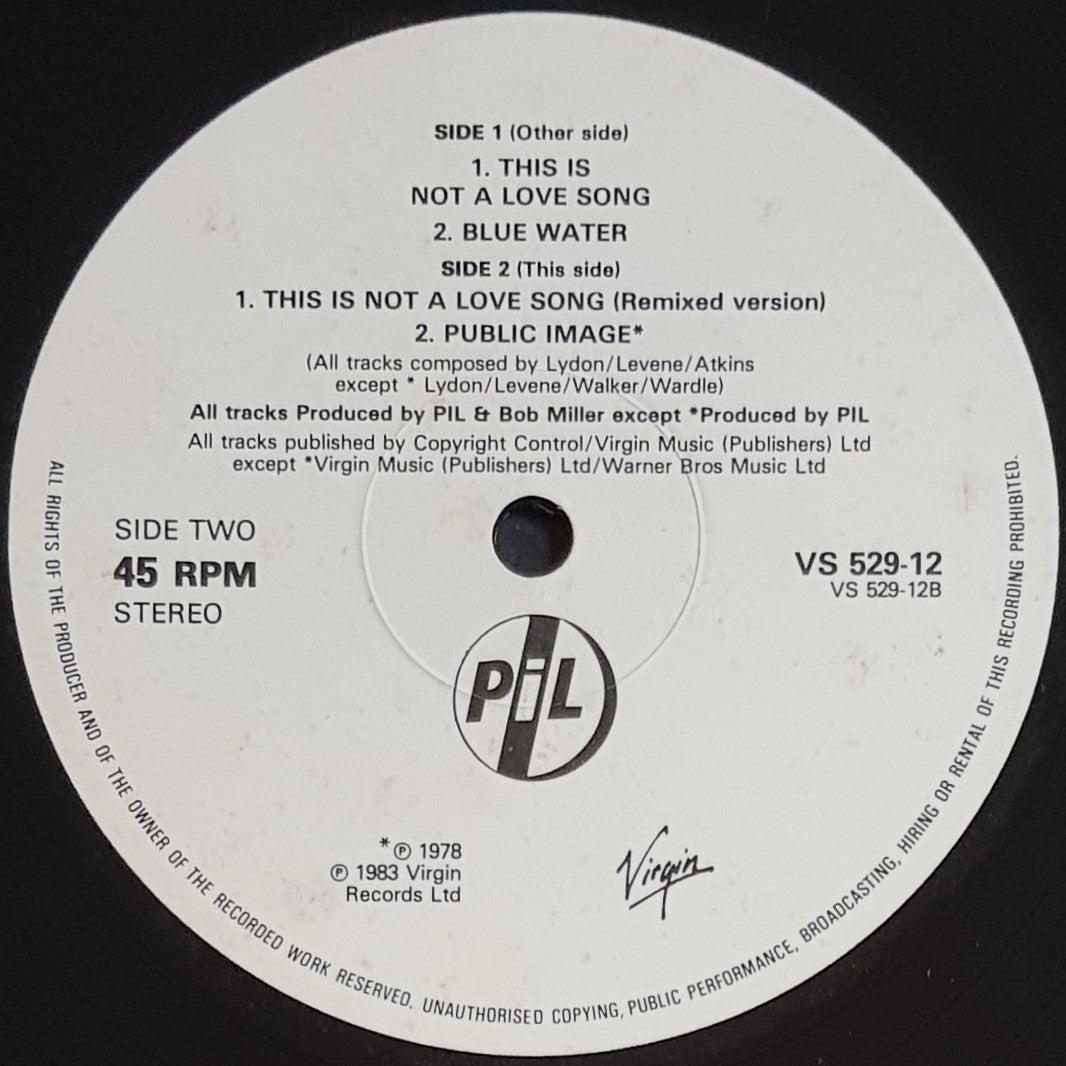 SIDE 1 (Other side)
1. THIS IS
NOT A LOVE SONG
2. BLUE WATER
SIDE 2 (This side)
1. THIS IS NOT A LOVE SONG (Remixed version)
2. PUBLIC IMAGE*
(All tracks composed by Lydon/Levene/Atkins
except * Lydon/Levene/Walker/Wardle)
All tracks Produced by PIL & Bob Miller except *Produced by PIL
All tracks published by Copyright Control/Virgin Music (Publishers) Ltd
except *Virgin Music (Publishers) Ltd/Warner Bros Music Ltd
SIDE TWO
45 RPM
STEREO
VS 529-12
VS 529-12B
PiL
*℗ 1978
℗ 1983 Virgin
Records Ltd
Virgin
ALL RIGHTS OF THE PRODUCER AND OF THE OWNER OF THE RECORDED WORK RESERVED. UNAUTHORISED COPYING, PUBLIC PERFORMANCE, BROADCASTING, HIRING OR RENTAL OF THIS RECORDING PROHIBITED.